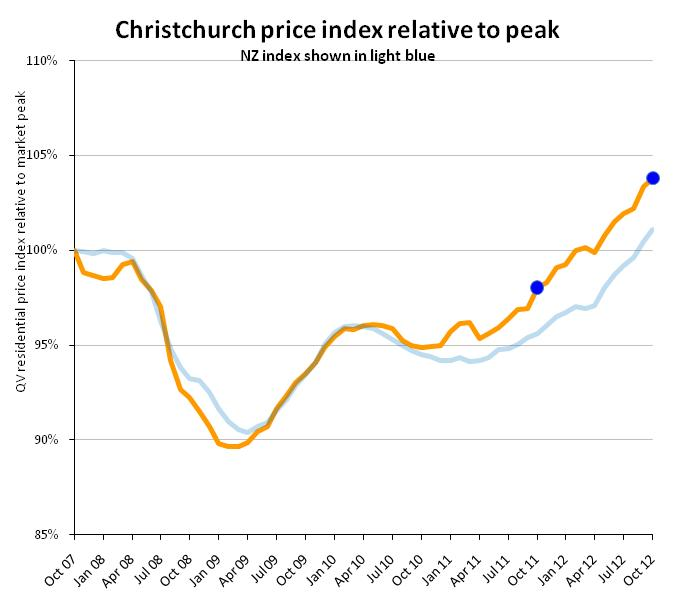 Christchurch price index relative to peak
NZ index shown in light blue
QV residential price index relative to market peak
110%
105%
100%
95%
90%
85%
Oct 07
Jan 08
Apr 08
Jul 08
Oct 08
Jan 09
Apr 09
Jul 09
Oct 09
Jan 10
Apr 10
Jul 10
Oct 10
Jan 11
Apr 11
Jul 11
Oct 11
Jan 12
Apr 12
Jul 12
Oct 12